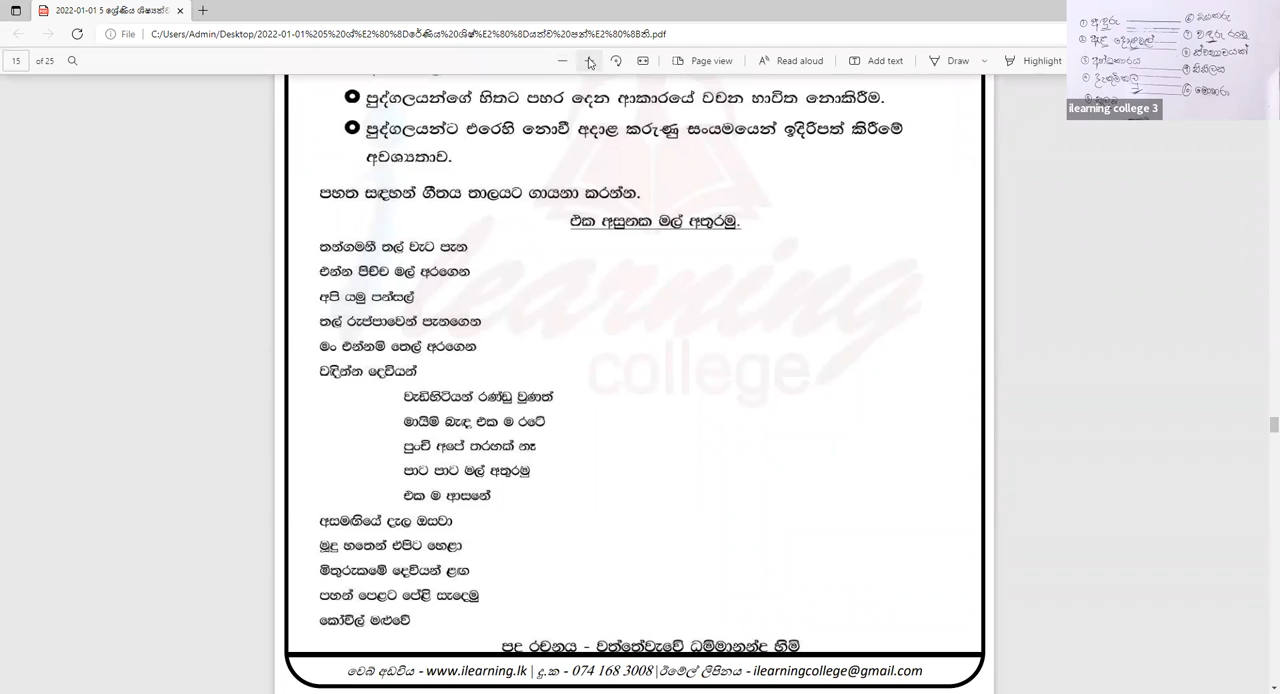 2022-01-01 5 ශ්‍රේණිය ශිෂ්‍යත්ව
File
C:/Users/Admin/Desktop/2022-01-01%205%20ශ්%E2%80%8Dරේණිය%20ශිෂ්%E2%80%8Dයත්ව%20පන්%E2%80%8Bති.pdf
15 of 25
Page view
Read aloud
Add text
Draw
Highlight
ilearning college 3
පුද්ගලයන්ගේ හිතට පහර දෙන ආකාරයේ වචන භාවිත නොකිරීම.
පුද්ගලයන්ට එරෙහි නොවී අදාළ කරුණු සංයමයෙන් ඉදිරිපත් කිරීමේ
අවශ්‍යතාව.
පහත සඳහන් ගීතය තාලයට ගායනා කරන්න.
එක අසුනක මල් අතුරමු.
තන්ගමනී තල් වැට පැන
එන්න පිච්ච මල් අරගෙන
අපි යමු පන්සල්
තල් රුප්පාවෙන් පැනගෙන
මං එන්නම් තෙල් අරගෙන
වඳින්න දෙවියන්
වැඩිහිටියන් රණ්ඩු වුණත්
මායිම් බැඳ එක ම රටේ
පුංචි අපේ තරහක් නෑ
පාට පාට මල් අතුරමු
එක ම ආසනේ
අසමඟියේ දැල ඔසවා
මූදු හතෙන් එපිට හෙළා
මිතුරුකමේ දෙවියන් ළඟ
පහන් පෙළට පේළි සැදෙමු
කෝවිල් මළුවේ
පද රචනය - වත්තේවැවේ ධම්මානන්ද හිමි
වෙබ් අඩවිය - www.ilearning.lk | දු.ක - 074 168 3008 | ඊමේල් ලිපිනය - ilearningcollege@gmail.com
ilearning
college